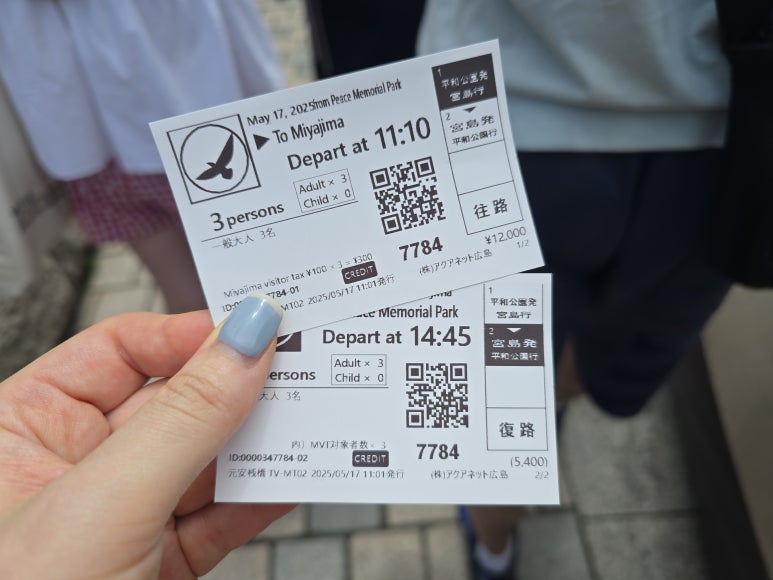 May 17, 2025 from Peace Memorial Park
To Miyajima
Depart at 11:10
Adult × 3
Child × 0
3 persons
一般大人 3名
7784
Miyajima visitor tax ¥100 × 3 = ¥300
CREDIT
(株)アクアネット広島
7784-01
MT02 2025/05/17 11:01発行
1
平和公園発
宮島行
2
宮島発
平和公園行
往路
¥12,000
1/2
Peace Memorial Park
Depart at 14:45
Adult × 3
Child × 0
persons
大人 3名
7784
内) MVT対象者数 × 3
CREDIT
ID:0000347784-02
元安桟橋 TV-MT02 2025/05/17 11:01発行
(株)アクアネット広島
1
平和公園発
宮島行
2
宮島発
平和公園行
復路
(5,400)
2/2